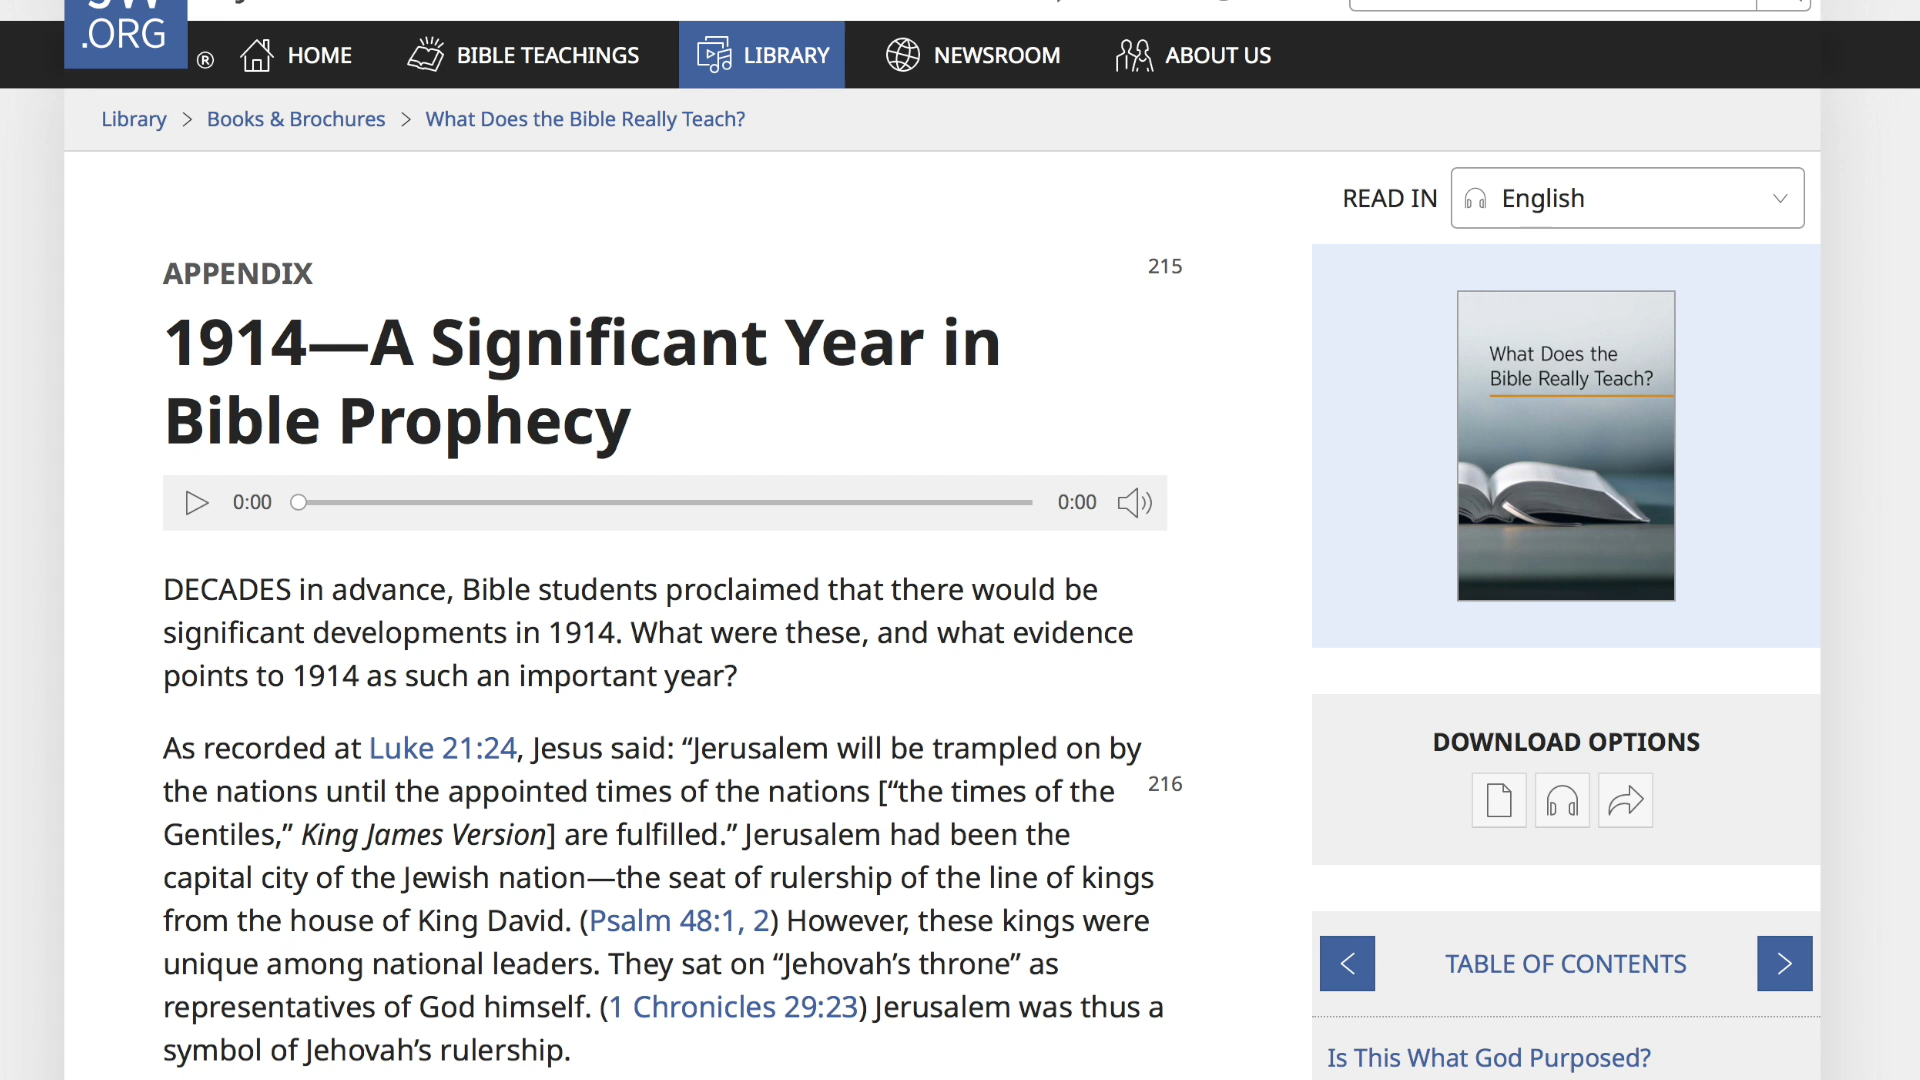 .ORG
®
HOME
BIBLE TEACHINGS
LIBRARY
NEWSROOM
ABOUT US
Library > Books & Brochures > What Does the Bible Really Teach?
READ IN
English
APPENDIX
215
1914—A Significant Year in
Bible Prophecy
0:00
0:00
DECADES in advance, Bible students proclaimed that there would be
significant developments in 1914. What were these, and what evidence
points to 1914 as such an important year?
As recorded at Luke 21:24, Jesus said: “Jerusalem will be trampled on by
the nations until the appointed times of the nations [“the times of the
216
Gentiles,” King James Version] are fulfilled.” Jerusalem had been the
capital city of the Jewish nation—the seat of rulership of the line of kings
from the house of King David. (Psalm 48:1, 2) However, these kings were
unique among national leaders. They sat on “Jehovah’s throne” as
representatives of God himself. (1 Chronicles 29:23) Jerusalem was thus a
symbol of Jehovah’s rulership.
What Does the
Bible Really Teach?
DOWNLOAD OPTIONS
TABLE OF CONTENTS
Is This What God Purposed?